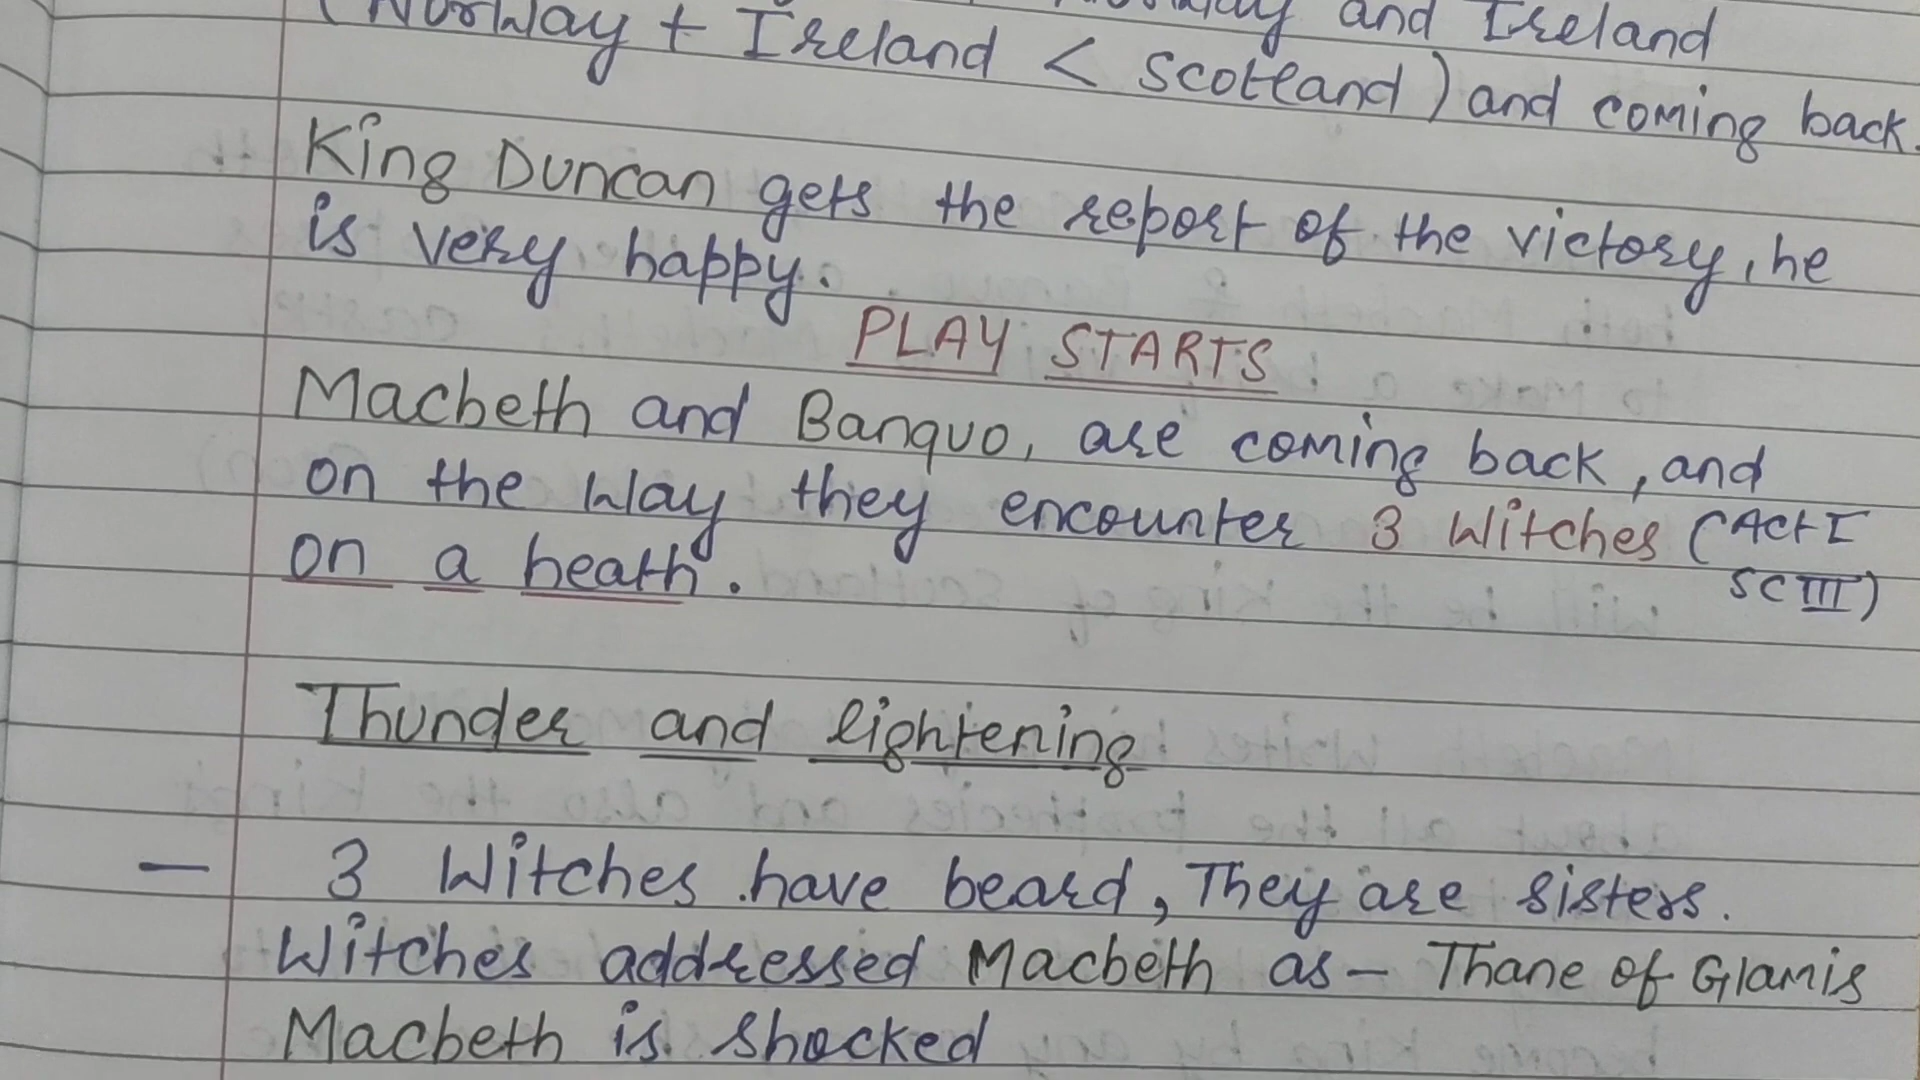 and Ireland
(Norway + Ireland < Scotland) and coming back.
King Duncan gets the report of the victory, he
is very happy.
PLAY STARTS
Macbeth and Banquo, are coming back, and
on the way they encounter 3 Witches (Act I
SC III)
on a heath.
Thunder and lightening
— 3 Witches have beard, They are sisters.
Witches addressed Macbeth as — Thane of Glamis
Macbeth is shocked